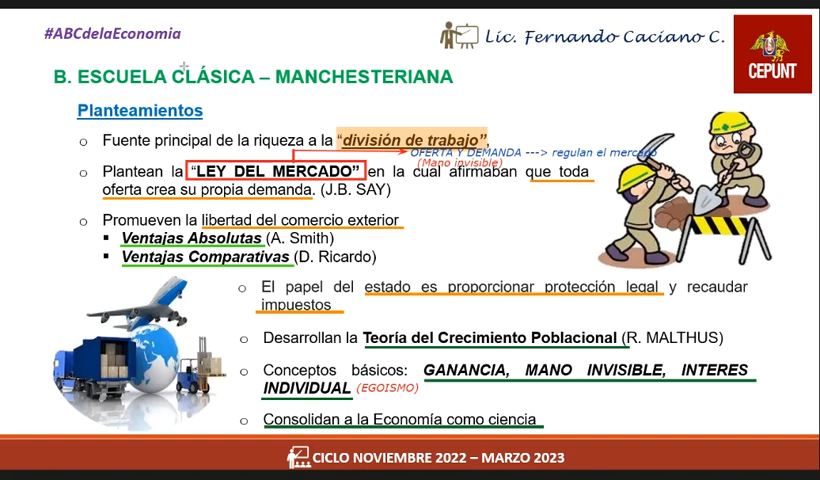 #ABCdelaEconomia
Lic. Fernando Caciano C.
CEPUNT
B. ESCUELA CLÁSICA – MANCHESTERIANA
Planteamientos
o Fuente principal de la riqueza a la “división de trabajo”,
OFERTA Y DEMANDA ---> regulan el mercado
(Mano invisible)
o Plantean la “LEY DEL MERCADO” en la cual afirmaban que toda
oferta crea su propia demanda. (J.B. SAY)
o Promueven la libertad del comercio exterior
▪ Ventajas Absolutas (A. Smith)
▪ Ventajas Comparativas (D. Ricardo)
o El papel del estado es proporcionar protección legal y recaudar
impuestos
o Desarrollan la Teoría del Crecimiento Poblacional (R. MALTHUS)
o Conceptos básicos: GANANCIA, MANO INVISIBLE, INTERES
INDIVIDUAL (EGOISMO)
o Consolidan a la Economía como ciencia
CICLO NOVIEMBRE 2022 – MARZO 2023